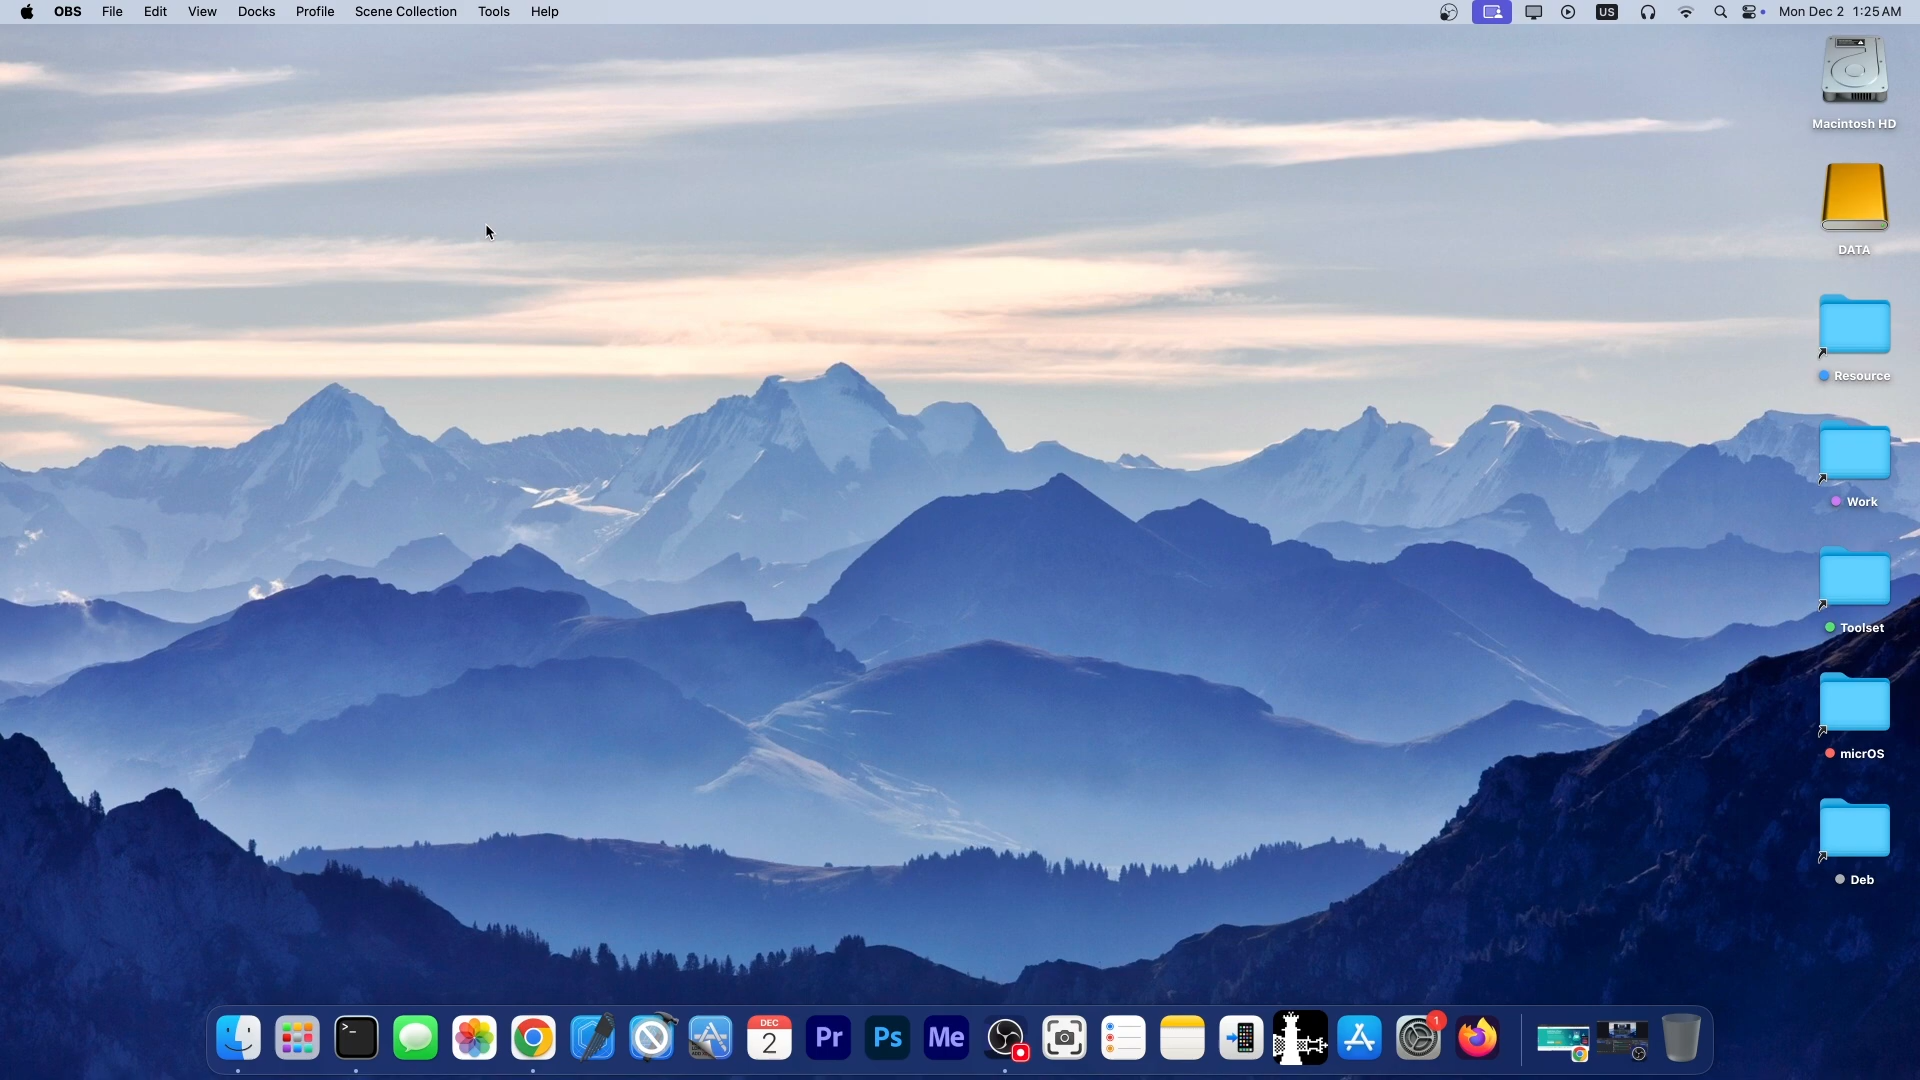 OBS File Edit View Docks Profile Scene Collection Tools Help US Mon Dec 2 1:25 AM
Macintosh HD
DATA
Resource
Work
Toolset
micrOS
Deb
>_
DEC
2
Pr
Ps
Me
1